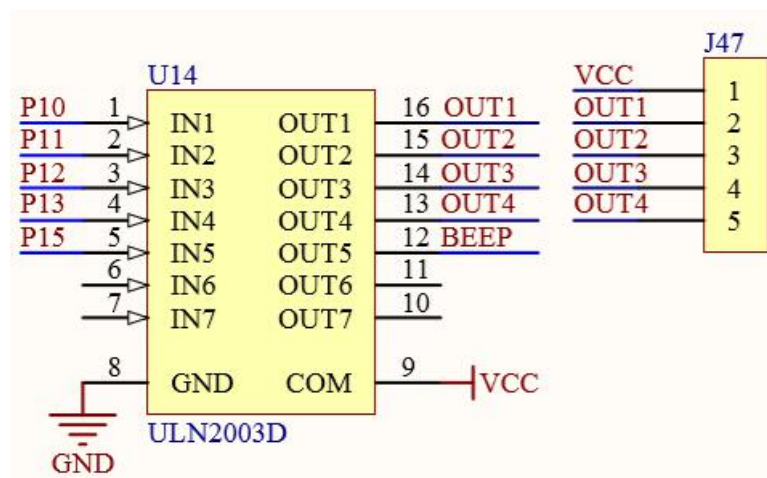 J47
U14
VCC 1
P10 1 IN1 OUT1 16 OUT1 OUT1 2
P11 2 IN2 OUT2 15 OUT2 OUT2 3
P12 3 IN3 OUT3 14 OUT3 OUT3 4
P13 4 IN4 OUT4 13 OUT4 OUT4 5
P15 5 IN5 OUT5 12 BEEP
6 IN6 OUT6 11
7 IN7 OUT7 10
8 GND COM 9 VCC
ULN2003D
GND